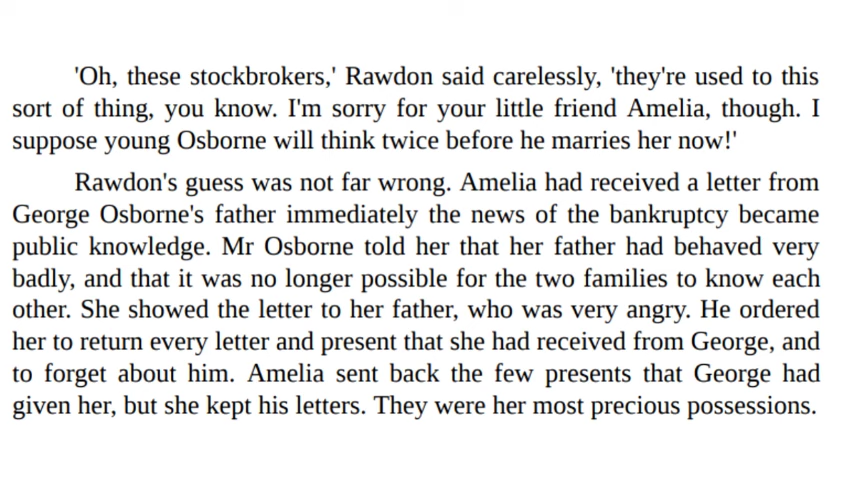 'Oh, these stockbrokers,' Rawdon said carelessly, 'they're used to this
sort of thing, you know. I'm sorry for your little friend Amelia, though. I
suppose young Osborne will think twice before he marries her now!'
Rawdon's guess was not far wrong. Amelia had received a letter from
George Osborne's father immediately the news of the bankruptcy became
public knowledge. Mr Osborne told her that her father had behaved very
badly, and that it was no longer possible for the two families to know each
other. She showed the letter to her father, who was very angry. He ordered
her to return every letter and present that she had received from George, and
to forget about him. Amelia sent back the few presents that George had
given her, but she kept his letters. They were her most precious possessions.